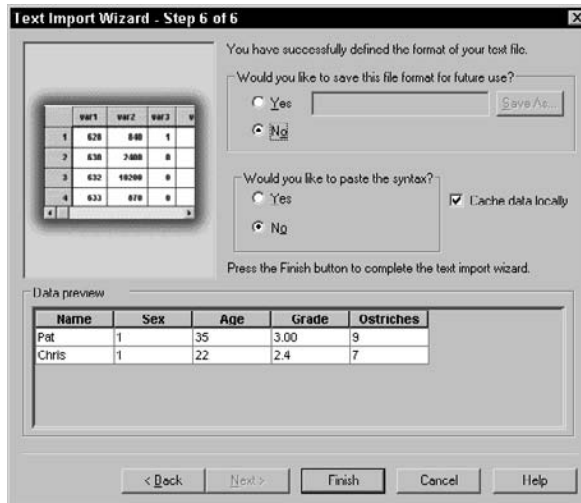 Text Import Wizard - Step 6 of 6
You have successfully defined the format of your text file.
Would you like to save this file format for future use?
Yes
Save As...
No
var1 var2 var3 v
1 628 840 1
2 630 2400 0
3 632 10200 0
4 633 870 0
Would you like to paste the syntax?
Yes
No
Cache data locally
Press the Finish button to complete the text import wizard.
Data preview
Name Sex Age Grade Ostriches
Pat 1 35 3.00 9
Chris 1 22 2.4 7
< Back Next > Finish Cancel Help